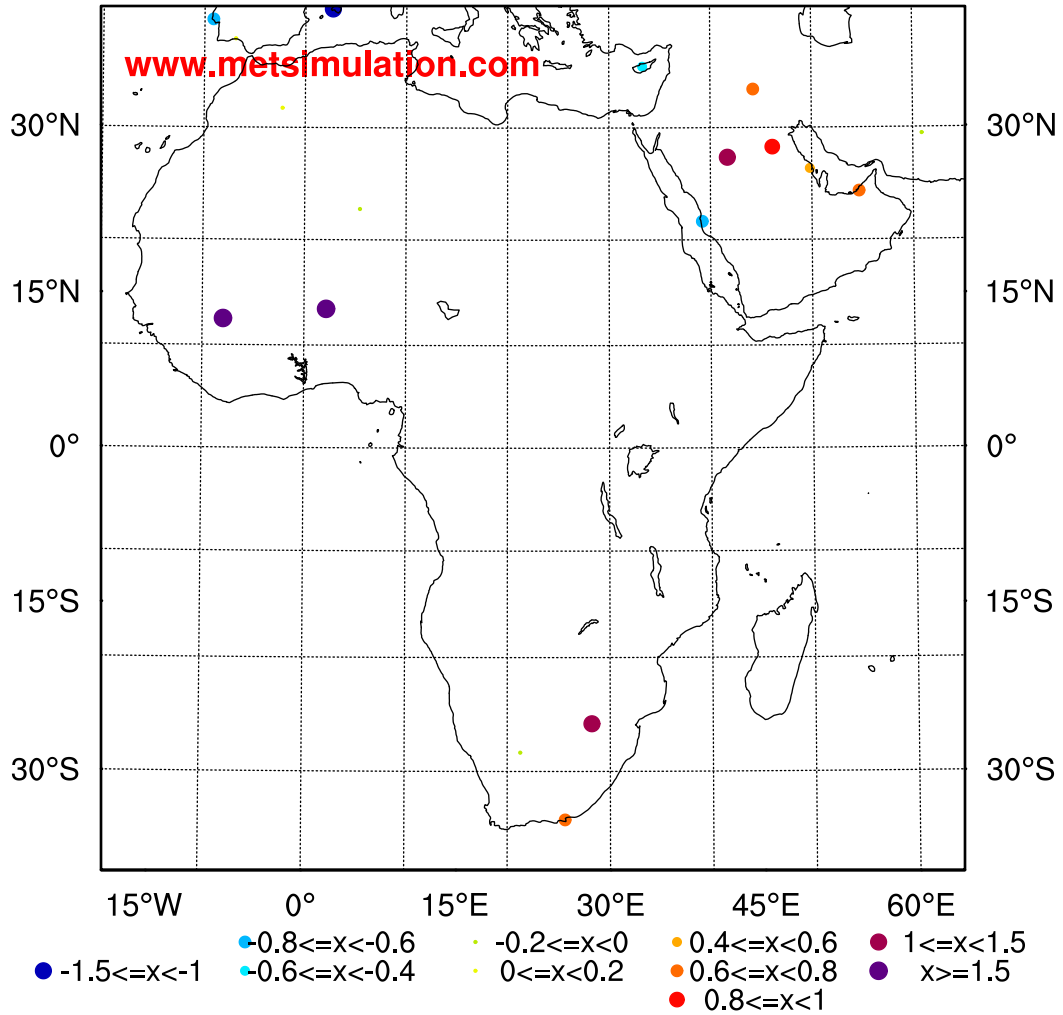 www.metsimulation.com
30°N 30°N
15°N 15°N
0° 0°
15°S 15°S
30°S 30°S
15°W 0° 15°E 30°E 45°E 60°E
-0.8<=x<-0.6 -0.2<=x<0 0.4<=x<0.6 1<=x<1.5
-1.5<=x<-1 -0.6<=x<-0.4 0<=x<0.2 0.6<=x<0.8 x>=1.5
0.8<=x<1